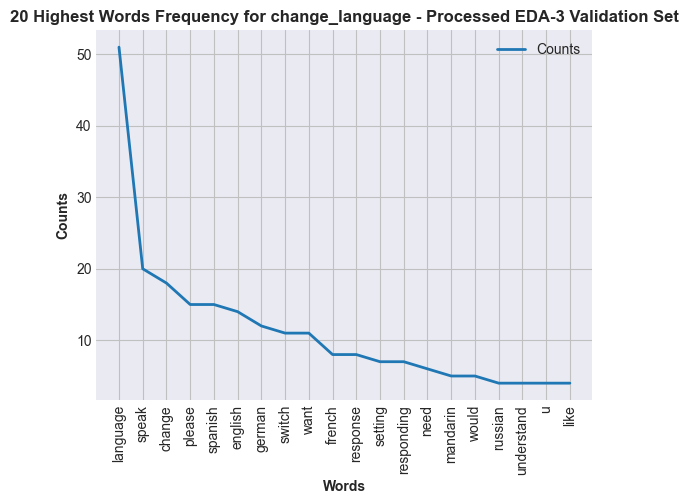 20 Highest Words Frequency for change_language - Processed EDA-3 Validation Set
Counts
50
40
30
20
10
Counts
language
speak
change
please
spanish
english
german
switch
want
french
response
setting
responding
need
mandarin
would
russian
understand
u
like
Words